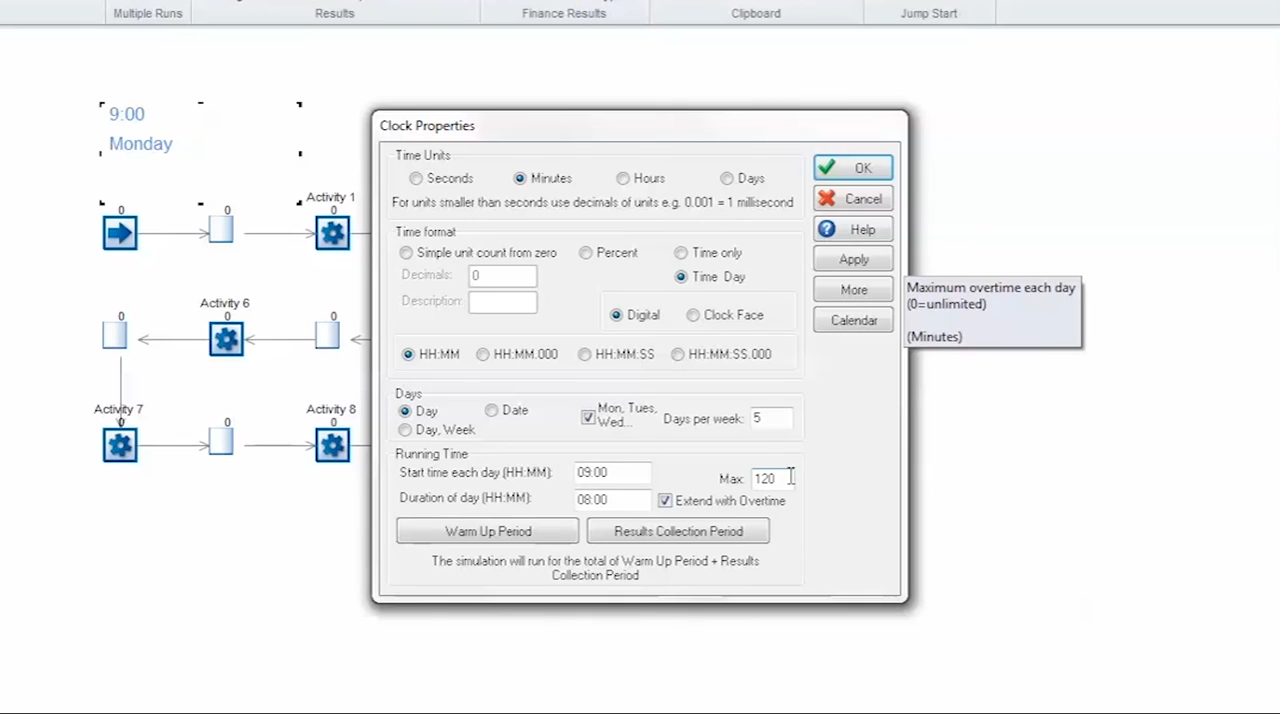 Multiple Runs
Results
Finance Results
Clipboard
Jump Start
9:00
Monday
Activity 1
0
0
0
Activity 6
0
0
0
Activity 7
Activity 8
0
0
0
Clock Properties
Time Units
Seconds
Minutes
Hours
Days
For units smaller than seconds use decimals of units e.g. 0.001 = 1 millisecond
Time format
Simple unit count from zero
Percent
Time only
Decimals:
0
Time Day
Description:
Digital
Clock Face
HH:MM
HH:MM.000
HH:MM.SS
HH:MM.SS.000
Days
Day
Date
Mon, Tues,
Wed...
Days per week:
5
Day, Week
Running Time
Start time each day (HH:MM):
09:00
Max:
120
Duration of day (HH:MM):
08:00
Extend with Overtime
Warm Up Period
Results Collection Period
The simulation will run for the total of Warm Up Period + Results
Collection Period
OK
Cancel
Help
Apply
More
Calendar
Maximum overtime each day
(0=unlimited)
(Minutes)